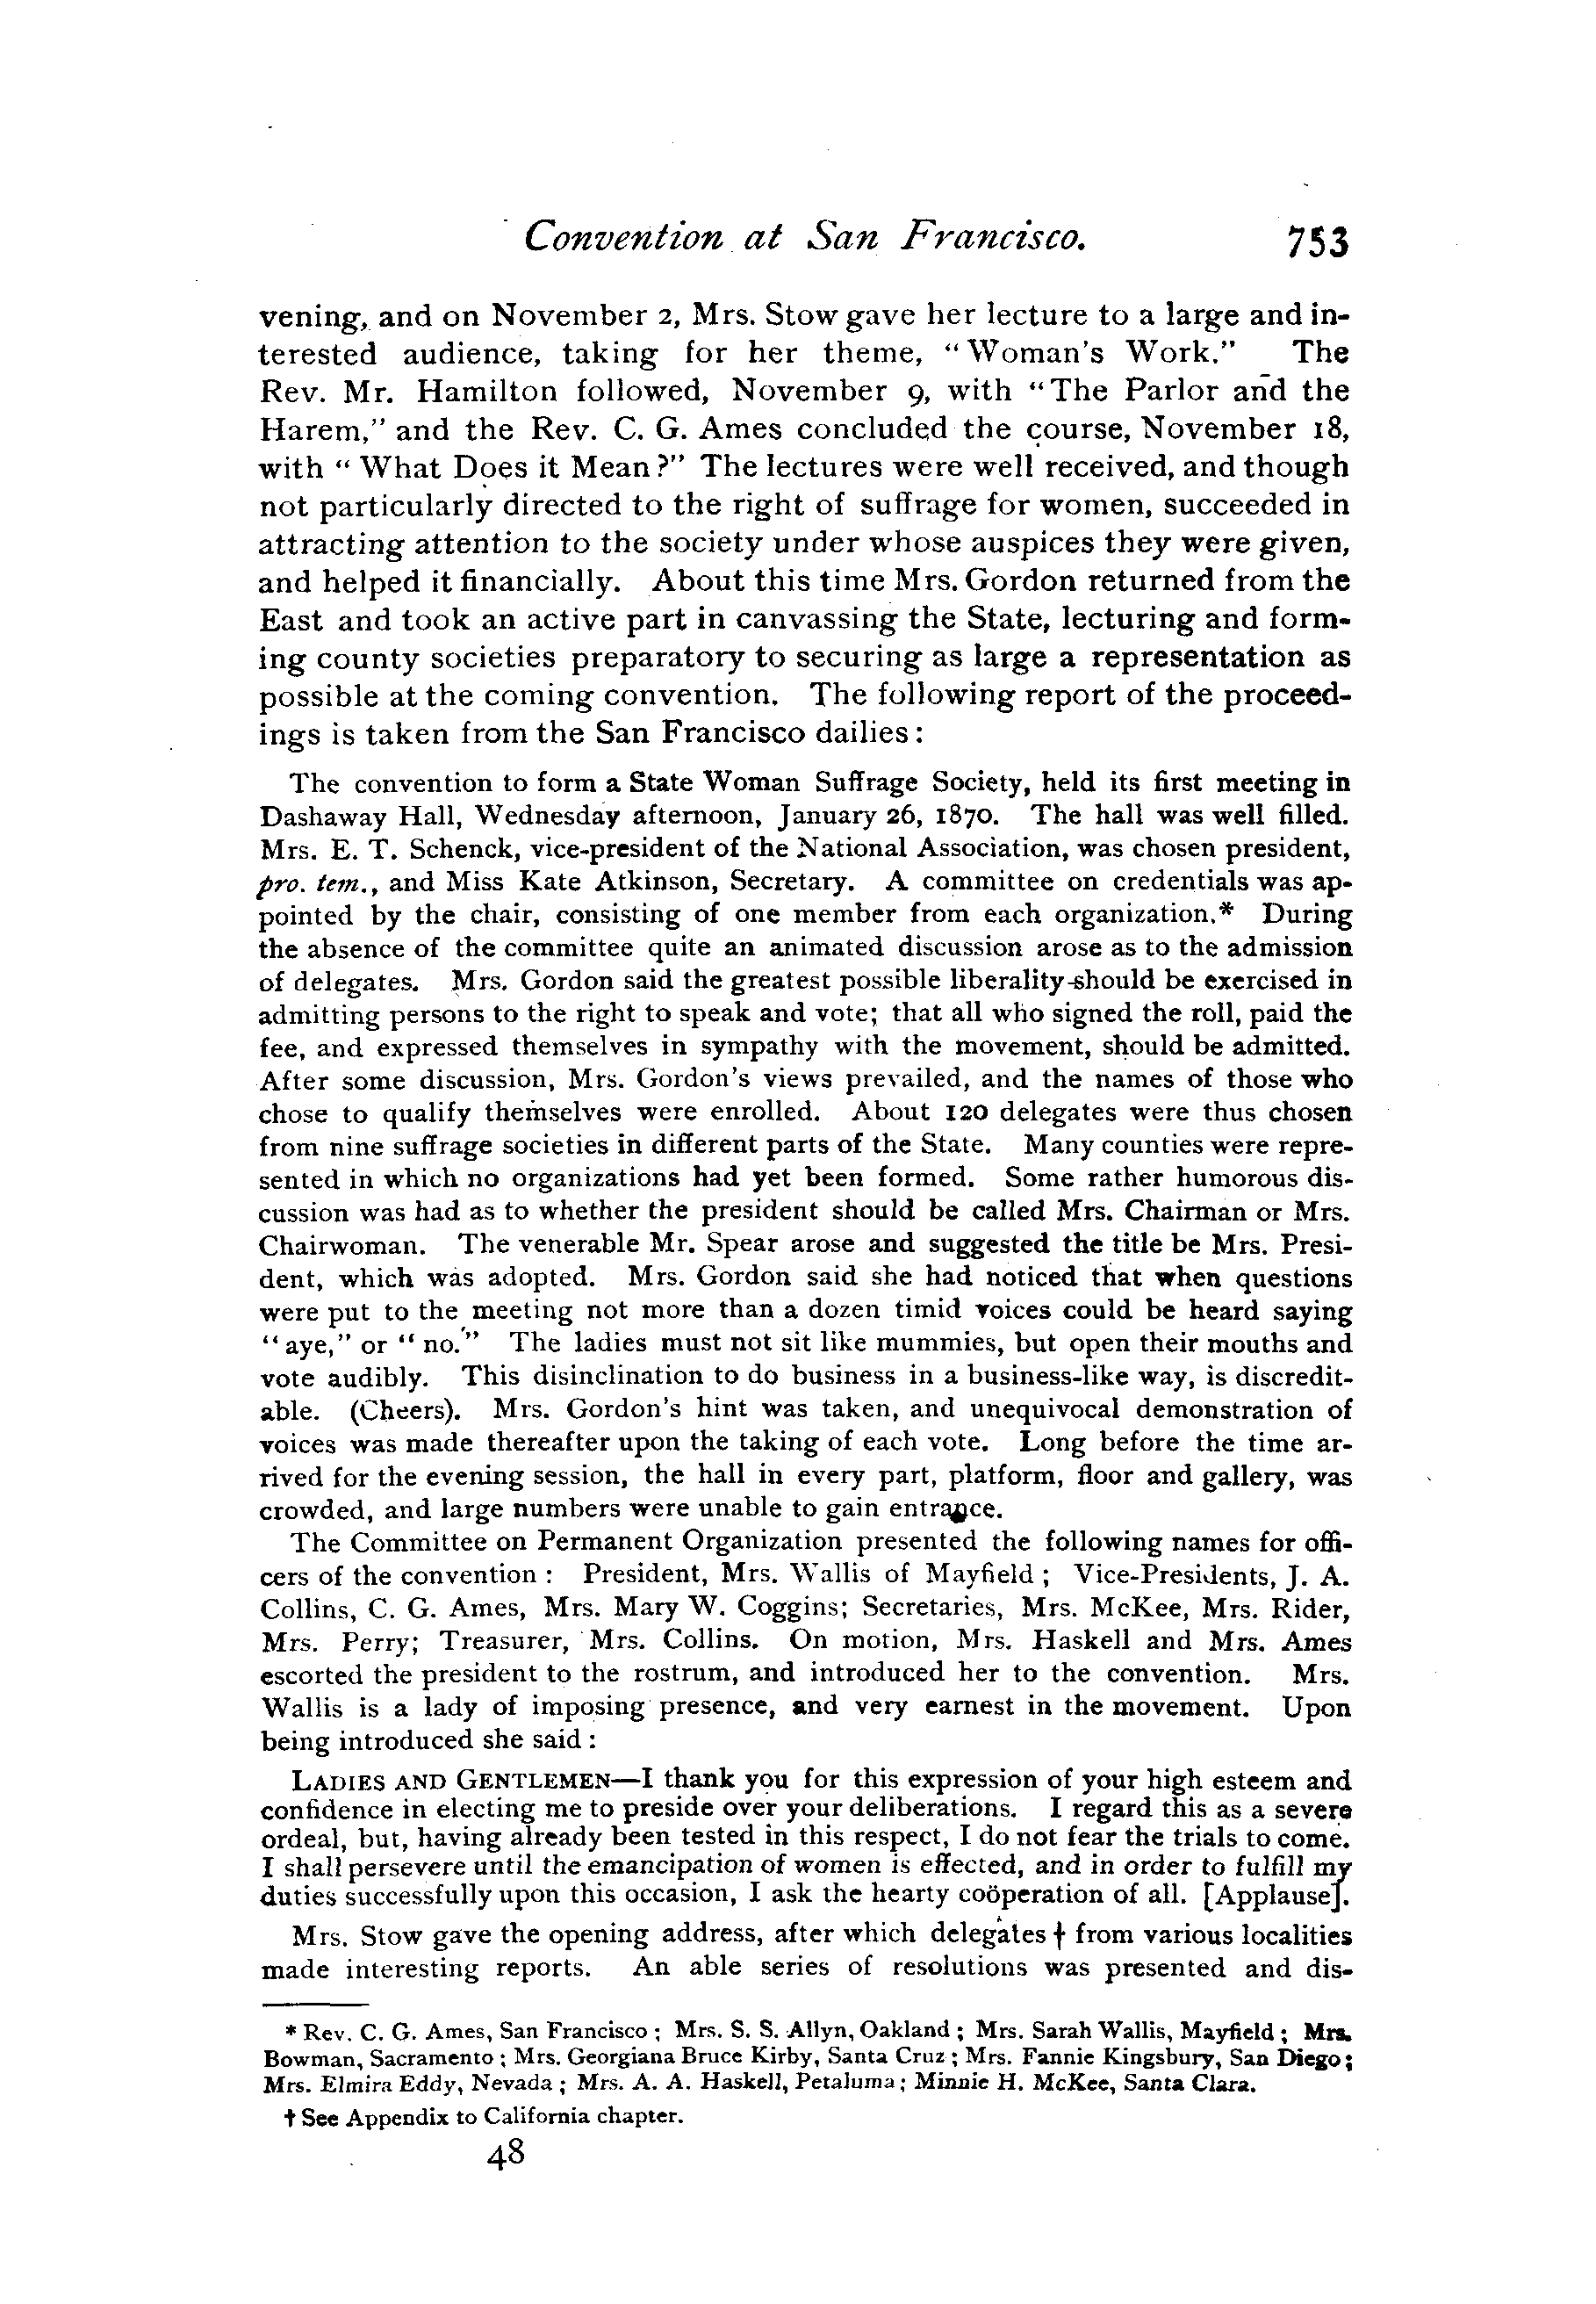 Convention at San Francisco. 753
vening, and on November 2, Mrs. Stow gave her lecture to a large and in-
terested audience, taking for her theme, "Woman's Work." The
Rev. Mr. Hamilton followed, November 9, with "The Parlor and the
Harem," and the Rev. C. G. Ames concluded the course, November 18,
with "What Does it Mean?" The lectures were well received, and though
not particularly directed to the right of suffrage for women, succeeded in
attracting attention to the society under whose auspices they were given,
and helped it financially. About this time Mrs. Gordon returned from the
East and took an active part in canvassing the State, lecturing and form-
ing county societies preparatory to securing as large a representation as
possible at the coming convention. The following report of the proceed-
ings is taken from the San Francisco dailies:
The convention to form a State Woman Suffrage Society, held its first meeting in
Dashaway Hall, Wednesday afternoon, January 26, 1870. The hall was well filled.
Mrs. E. T. Schenck, vice-president of the National Association, was chosen president,
pro. tem., and Miss Kate Atkinson, Secretary. A committee on credentials was ap-
pointed by the chair, consisting of one member from each organization.* During
the absence of the committee quite an animated discussion arose as to the admission
of delegates. Mrs. Gordon said the greatest possible liberality should be exercised in
admitting persons to the right to speak and vote; that all who signed the roll, paid the
fee, and expressed themselves in sympathy with the movement, should be admitted.
After some discussion, Mrs. Gordon's views prevailed, and the names of those who
chose to qualify themselves were enrolled. About 120 delegates were thus chosen
from nine suffrage societies in different parts of the State. Many counties were repre-
sented in which no organizations had yet been formed. Some rather humorous dis-
cussion was had as to whether the president should be called Mrs. Chairman or Mrs.
Chairwoman. The venerable Mr. Spear arose and suggested the title be Mrs. Presi-
dent, which was adopted. Mrs. Gordon said she had noticed that when questions
were put to the meeting not more than a dozen timid voices could be heard saying
"aye," or "no." The ladies must not sit like mummies, but open their mouths and
vote audibly. This disinclination to do business in a business-like way, is discredit-
able. (Cheers). Mrs. Gordon's hint was taken, and unequivocal demonstration of
voices was made thereafter upon the taking of each vote. Long before the time ar-
rived for the evening session, the hall in every part, platform, floor and gallery, was
crowded, and large numbers were unable to gain entrance.
The Committee on Permanent Organization presented the following names for offi-
cers of the convention: President, Mrs. Wallis of Mayfield; Vice-Presidents, J. A.
Collins, C. G. Ames, Mrs. Mary W. Coggins; Secretaries, Mrs. McKee, Mrs. Rider,
Mrs. Perry; Treasurer, Mrs. Collins. On motion, Mrs. Haskell and Mrs. Ames
escorted the president to the rostrum, and introduced her to the convention. Mrs.
Wallis is a lady of imposing presence, and very earnest in the movement. Upon
being introduced she said:
LADIES AND GENTLEMEN—I thank you for this expression of your high esteem and
confidence in electing me to preside over your deliberations. I regard this as a severe
ordeal, but, having already been tested in this respect, I do not fear the trials to come.
I shall persevere until the emancipation of women is effected, and in order to fulfill my
duties successfully upon this occasion, I ask the hearty coöperation of all. [Applause].
Mrs. Stow gave the opening address, after which delegates† from various localities
made interesting reports. An able series of resolutions was presented and dis-
* Rev. C. G. Ames, San Francisco; Mrs. S. S. Allyn, Oakland; Mrs. Sarah Wallis, Mayfield; Mrs.
Bowman, Sacramento; Mrs. Georgiana Bruce Kirby, Santa Cruz; Mrs. Fannie Kingsbury, San Diego;
Mrs. Elmira Eddy, Nevada; Mrs. A. A. Haskell, Petaluma; Minnie H. McKee, Santa Clara.
† See Appendix to California chapter.
48